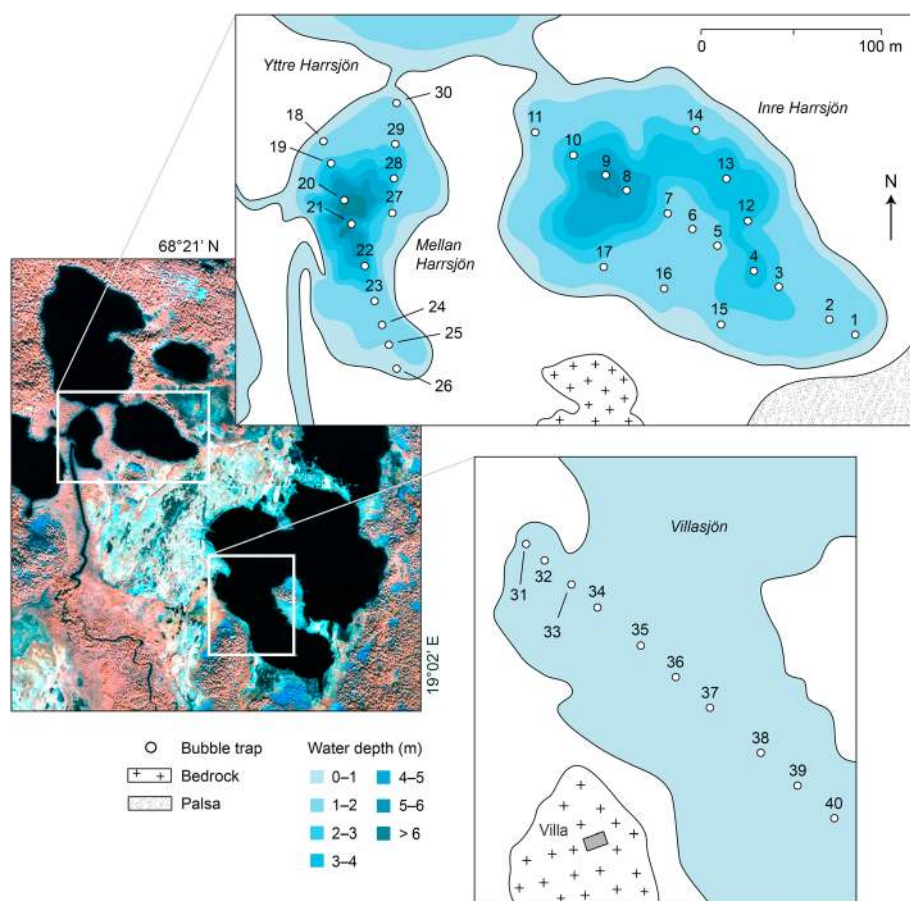 Yttre Harrsjön
0 100 m
Inre Harrsjön
N
Mellan
Harrsjön
30
18
29
19
28
20
27
21
22
23
24
25
26
11
14
10
13
9
8
7
12
6
5
17
4
3
16
2
15
1
68°21' N
19°02' E
Villasjön
31
32
33
34
35
36
37
38
39
40
Villa
Bubble trap
Bedrock
Palsa
Water depth (m)
0–1 4–5
1–2 5–6
2–3 > 6
3–4